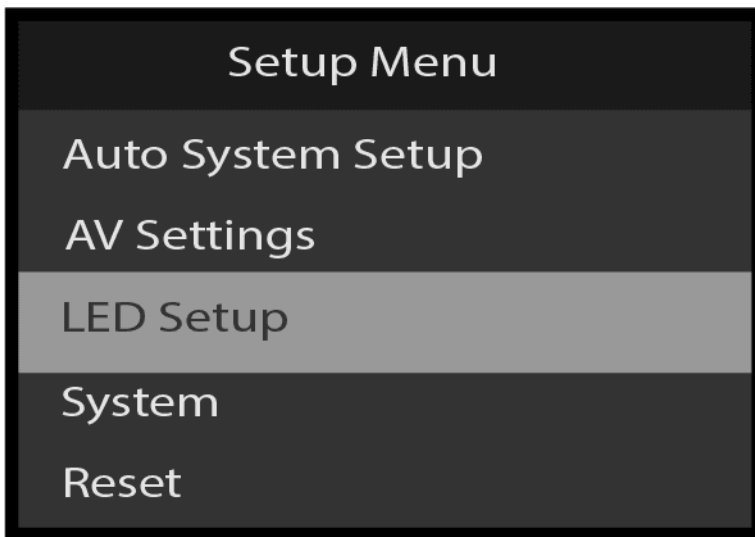 Setup Menu
Auto System Setup
AV Settings
LED Setup
System
Reset